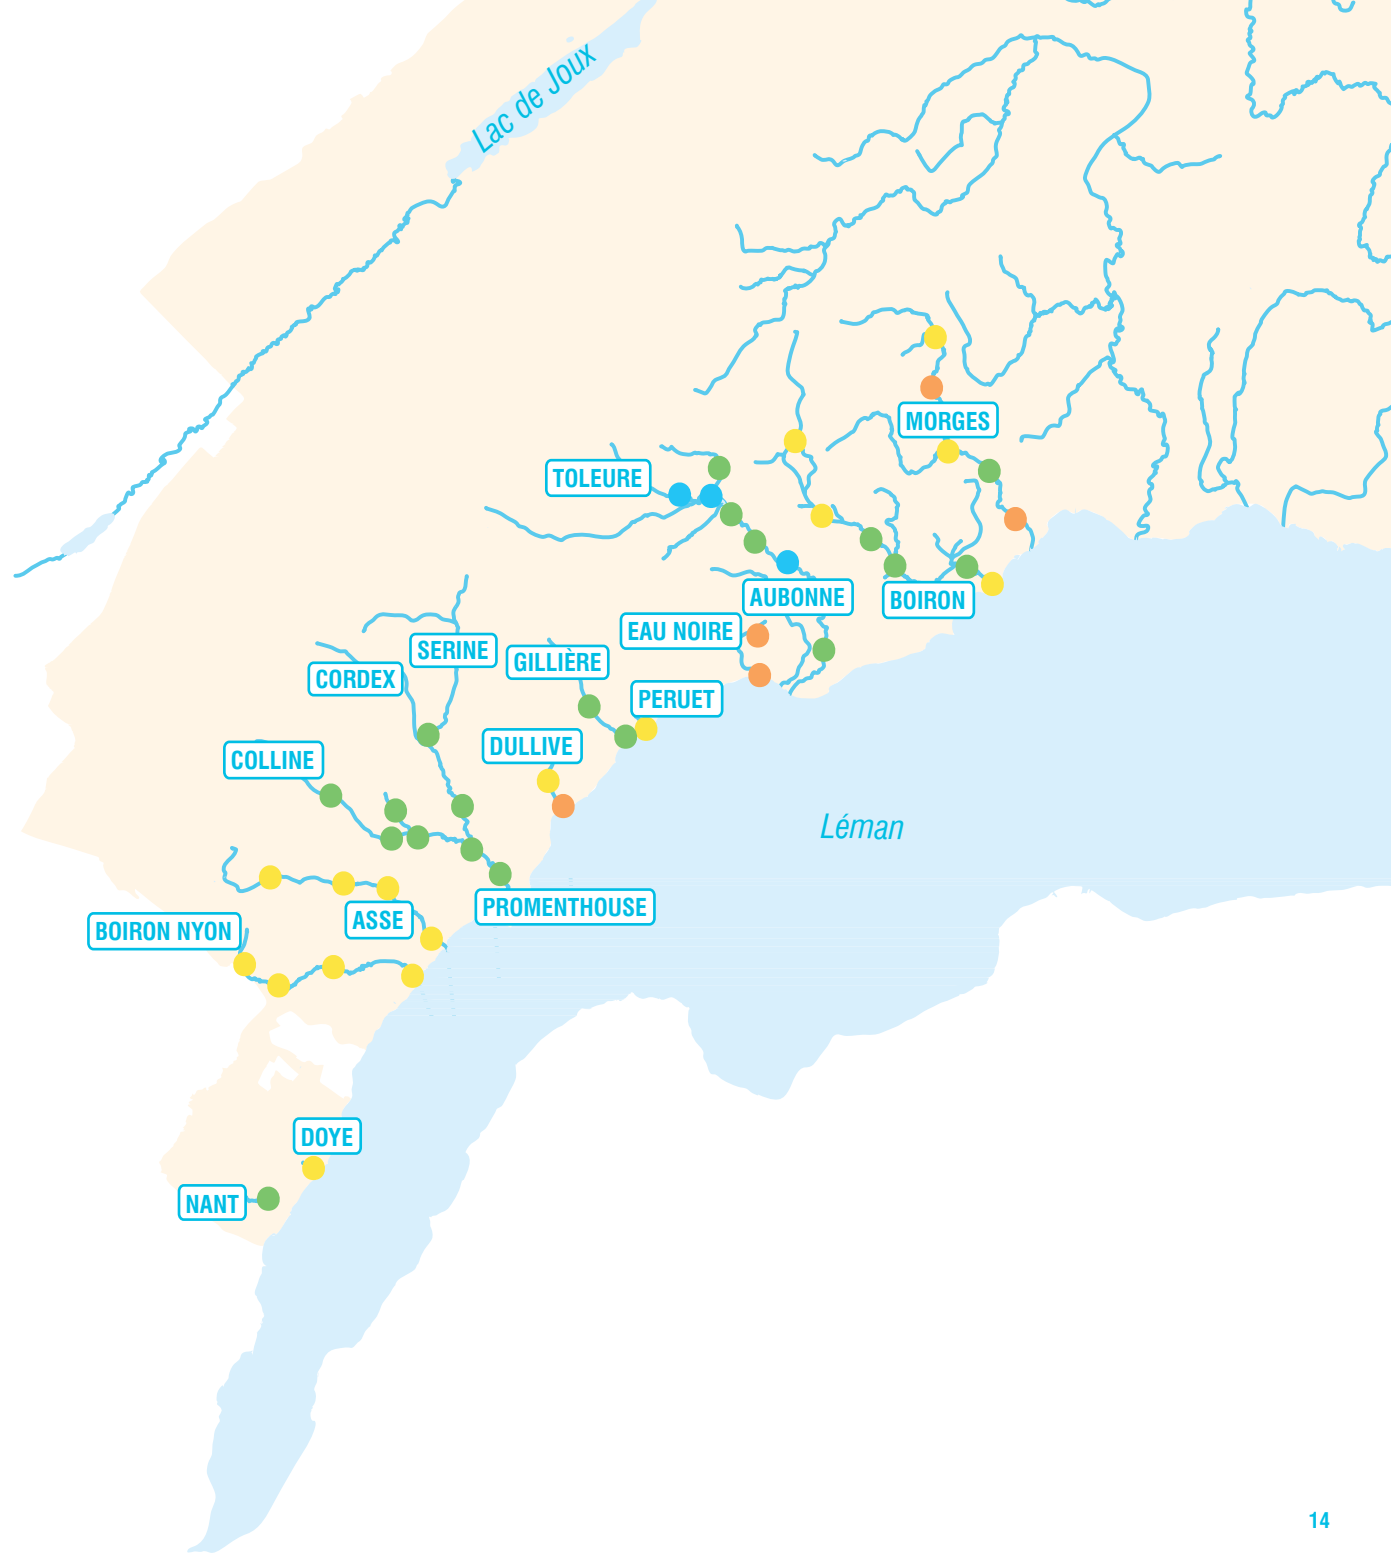 Lac de Joux
MORGES
TOLEURE
AUBONNE
BOIRON
EAU NOIRE
SERINE
GILLIÈRE
CORDEX
PERUET
DULLIVE
COLLINE
Léman
PROMENTHOUSE
ASSE
BOIRON NYON
DOYE
NANT
14